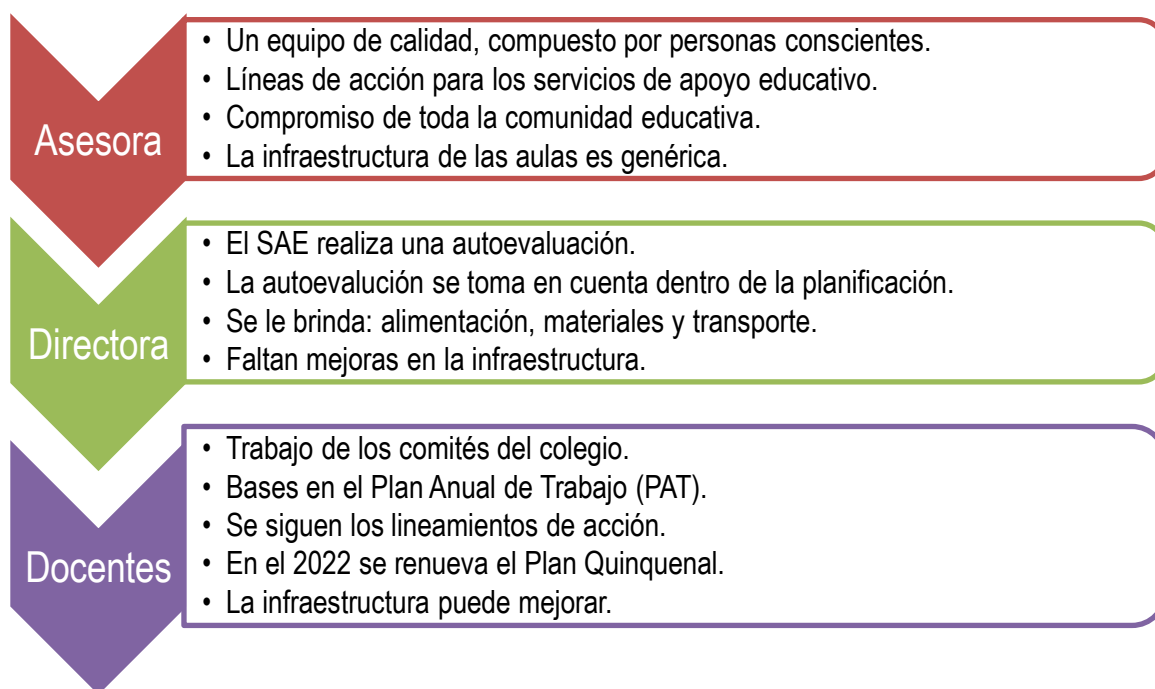 Asesora
• Un equipo de calidad, compuesto por personas conscientes.
• Líneas de acción para los servicios de apoyo educativo.
• Compromiso de toda la comunidad educativa.
• La infraestructura de las aulas es genérica.
Directora
• El SAE realiza una autoevaluación.
• La autoevalución se toma en cuenta dentro de la planificación.
• Se le brinda: alimentación, materiales y transporte.
• Faltan mejoras en la infraestructura.
Docentes
• Trabajo de los comités del colegio.
• Bases en el Plan Anual de Trabajo (PAT).
• Se siguen los lineamientos de acción.
• En el 2022 se renueva el Plan Quinquenal.
• La infraestructura puede mejorar.